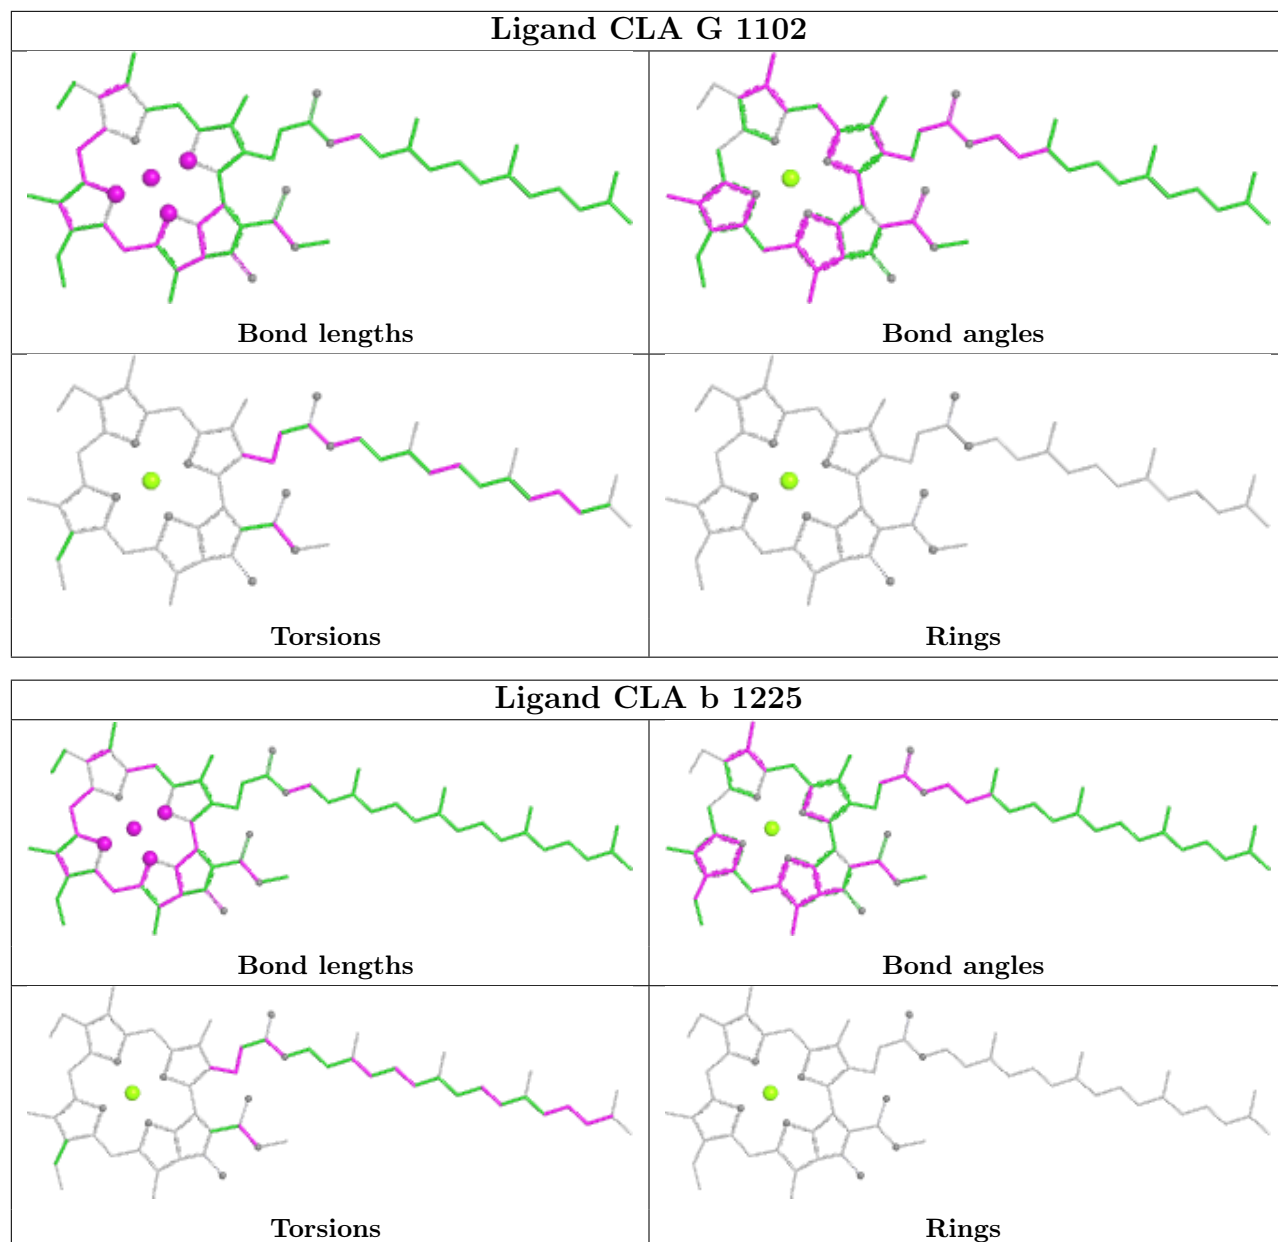 Ligand CLA G 1102
Bond lengths
Bond angles
Torsions
Rings
Ligand CLA b 1225
Bond lengths
Bond angles
Torsions
Rings